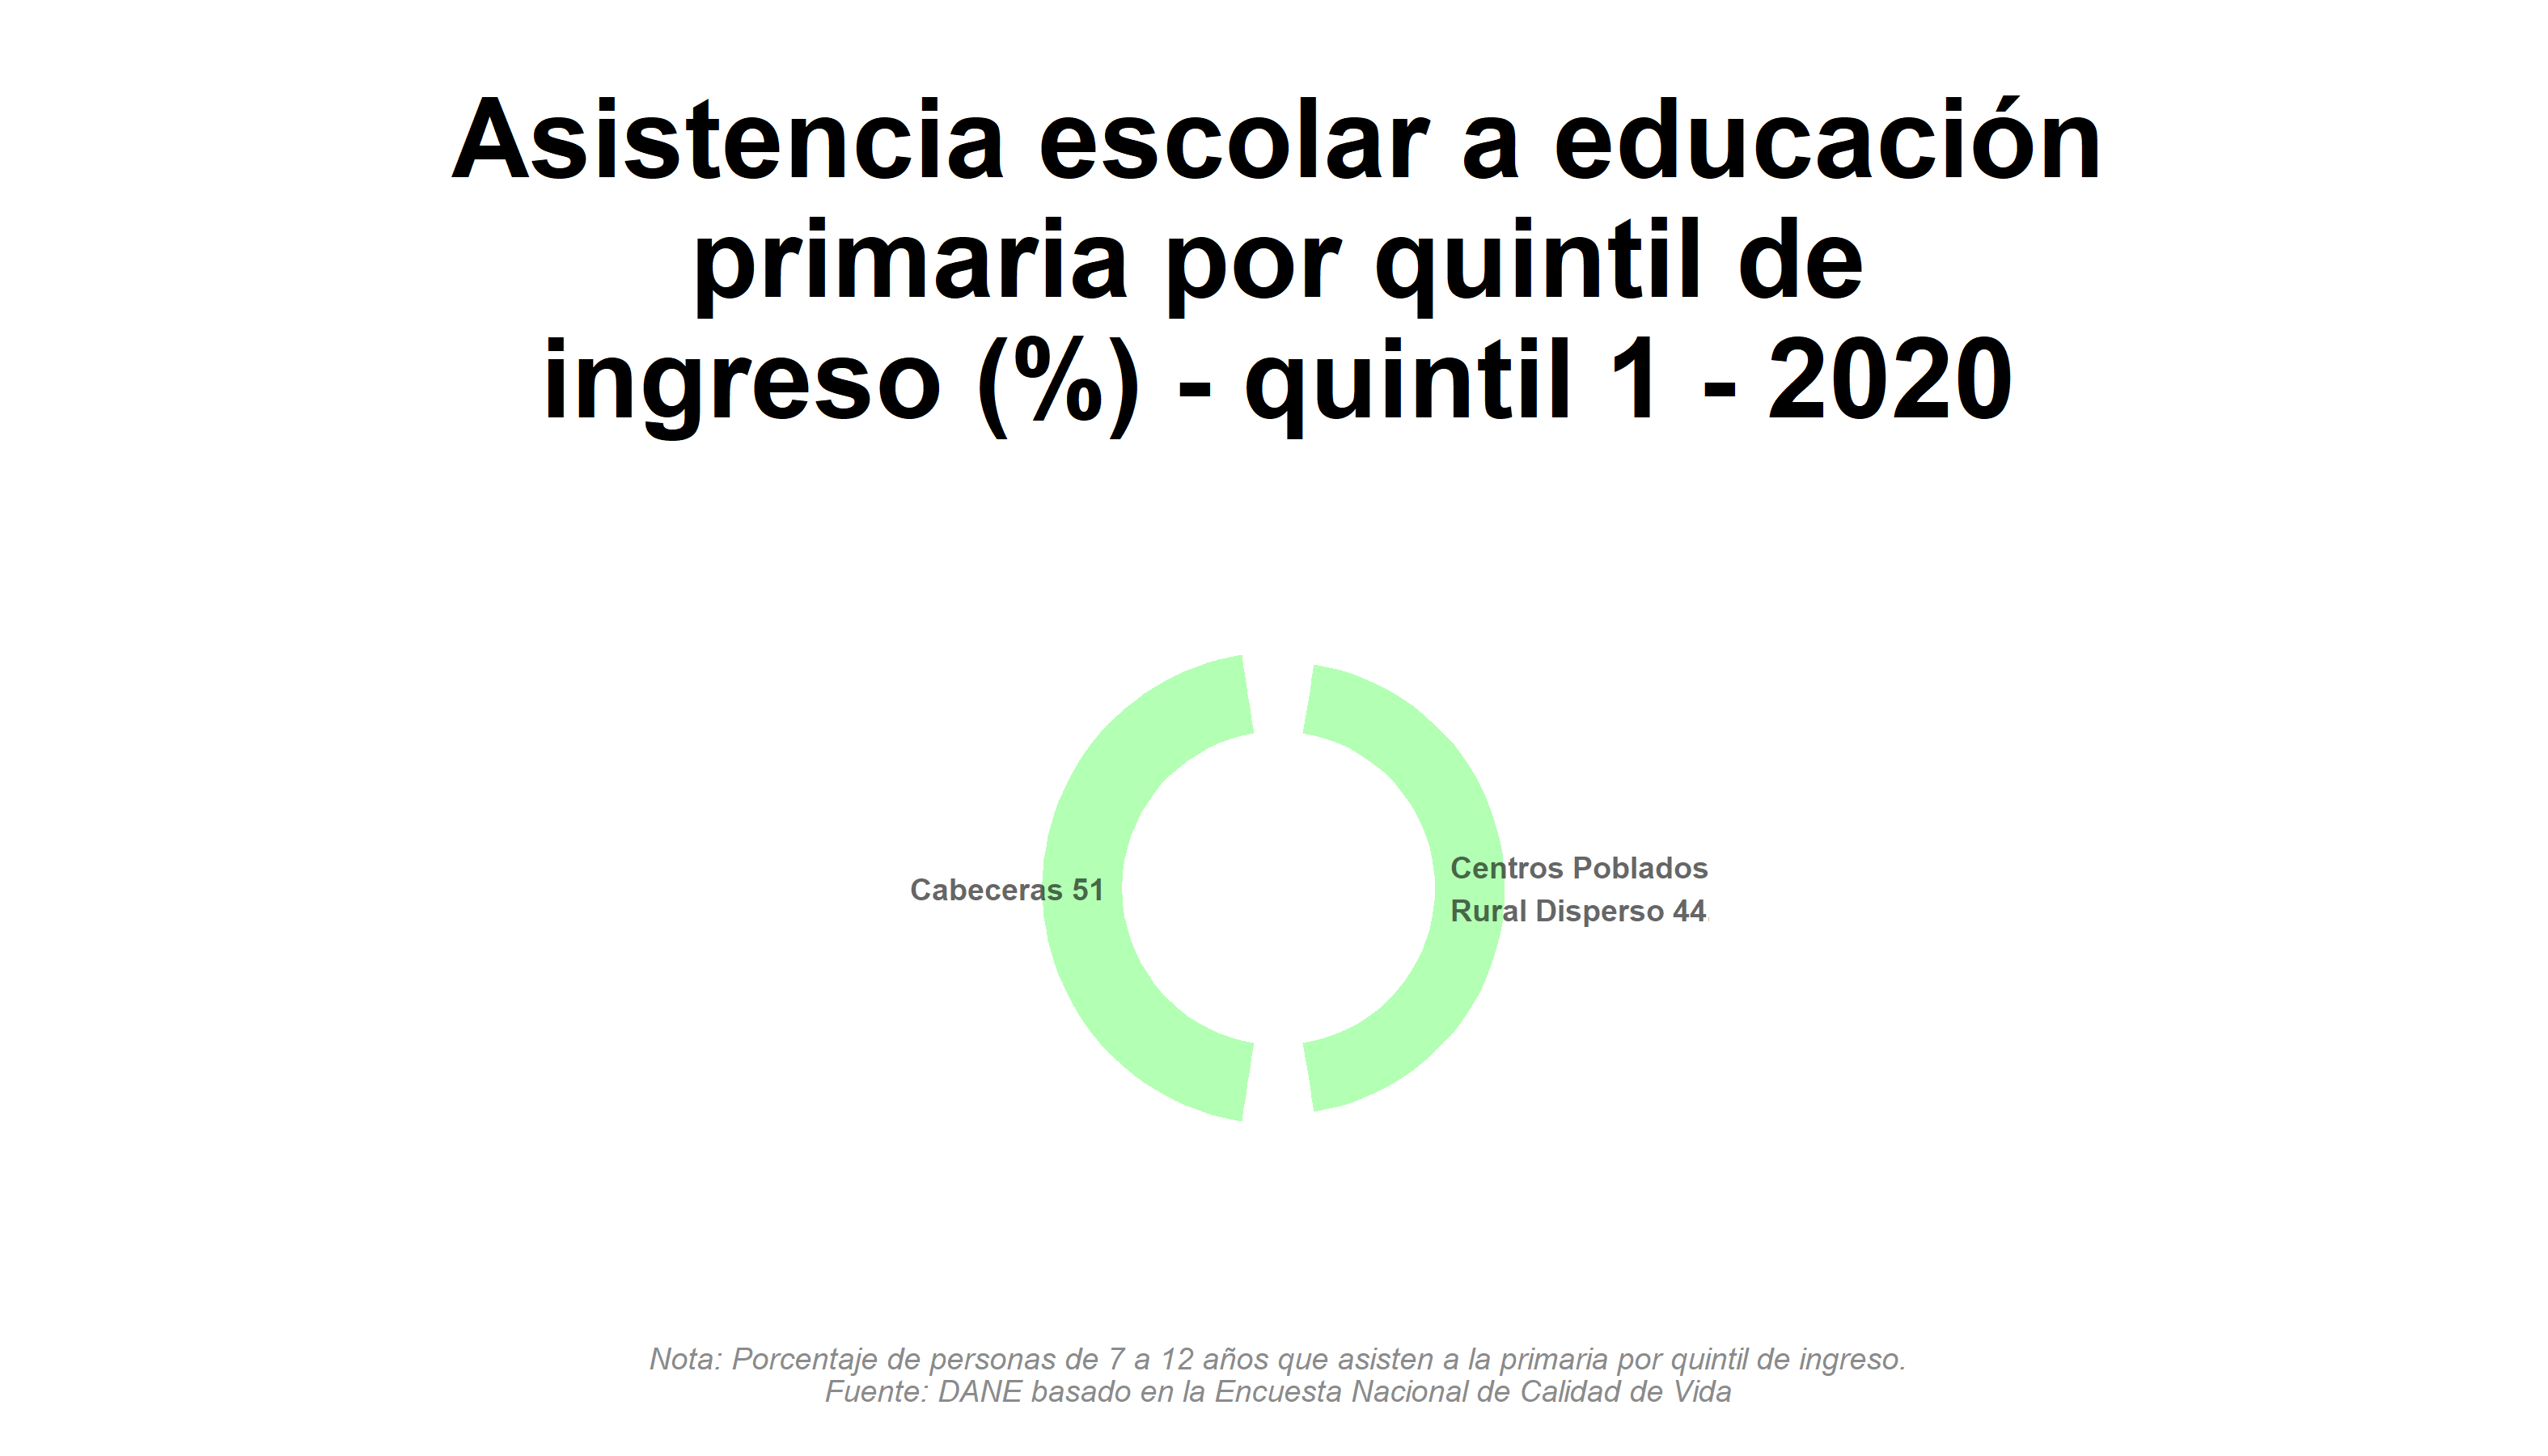 Asistencia escolar a educación
primaria por quintil de
ingreso (%) - quintil 1 - 2020
Cabeceras 51
Centros Poblados
Rural Disperso 44.
Nota: Porcentaje de personas de 7 a 12 años que asisten a la primaria por quintil de ingreso.
Fuente: DANE basado en la Encuesta Nacional de Calidad de Vida